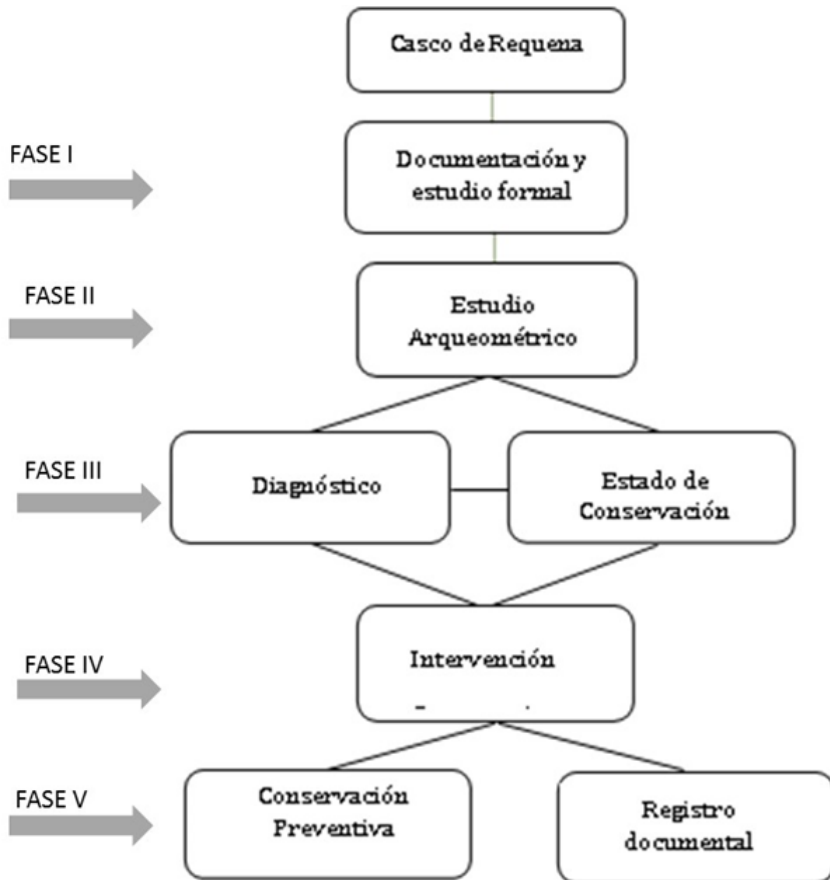 Casco de Requena
FASE I
Documentación y
estudio formal
FASE II
Estudio
Arqueométrico
FASE III
Diagnóstico
Estado de
Conservación
FASE IV
Intervención
FASE V
Conservación
Preventiva
Registro
documental